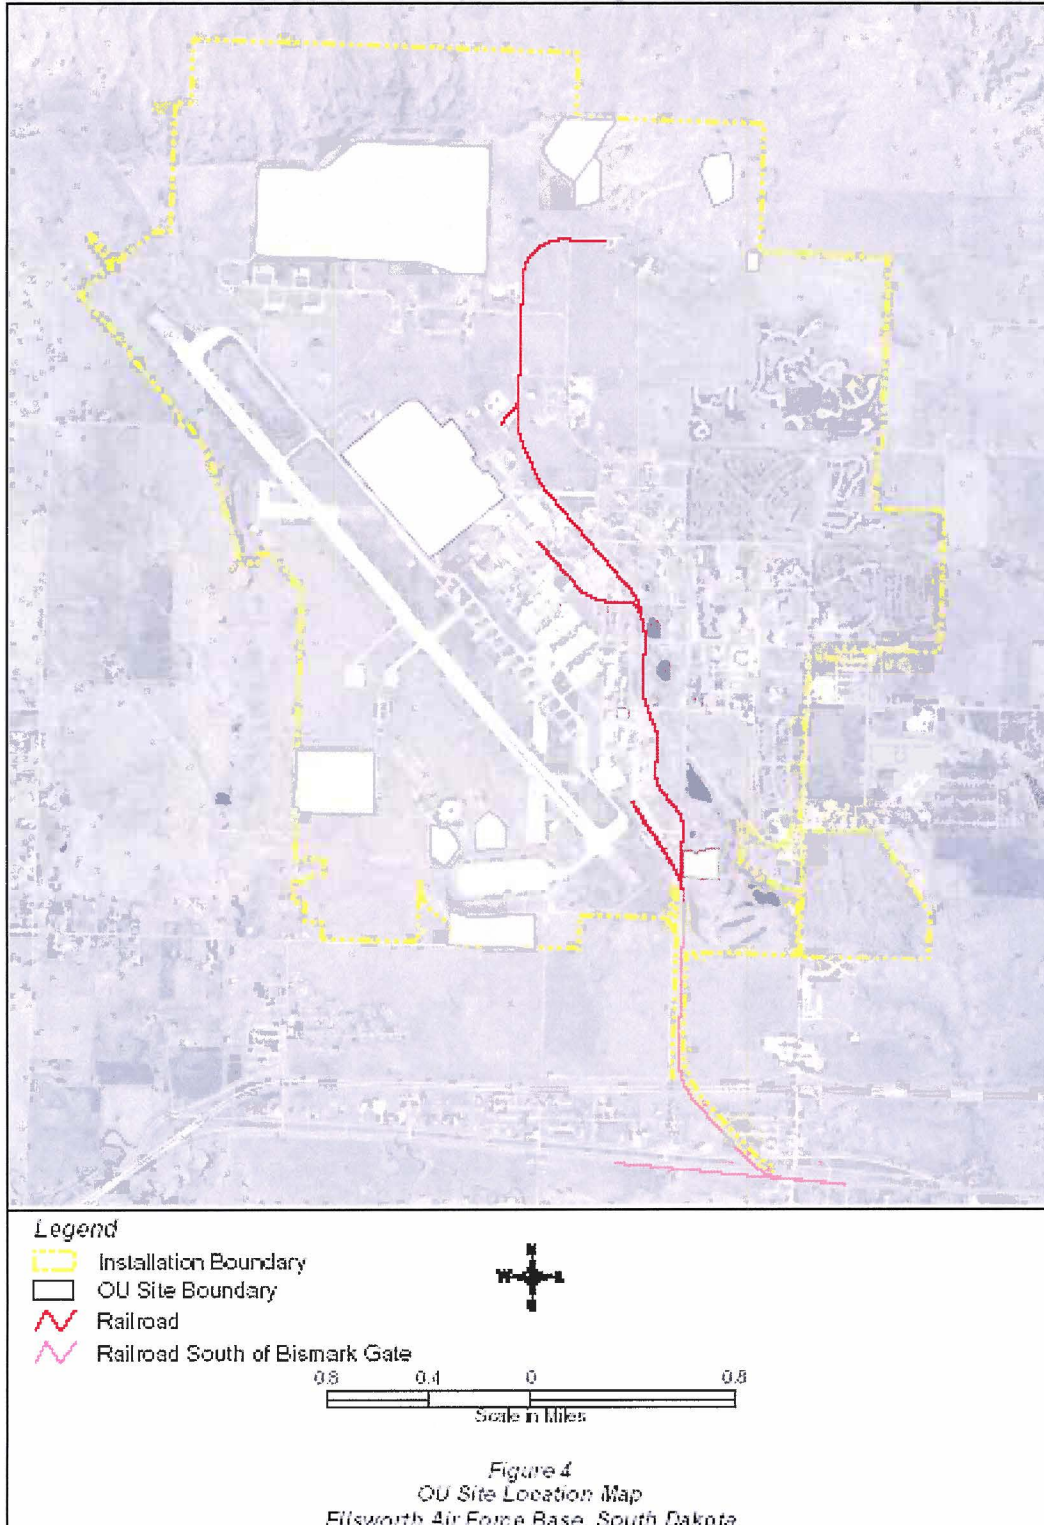 Legend
Installation Boundary
OU Site Boundary
Railroad
Railroad South of Bismark Gate
N
W
S
0.8 0.4 0 0.8
Scale in Miles
Figure 4
OU Site Location Map
Ellsworth Air Force Base, South Dakota